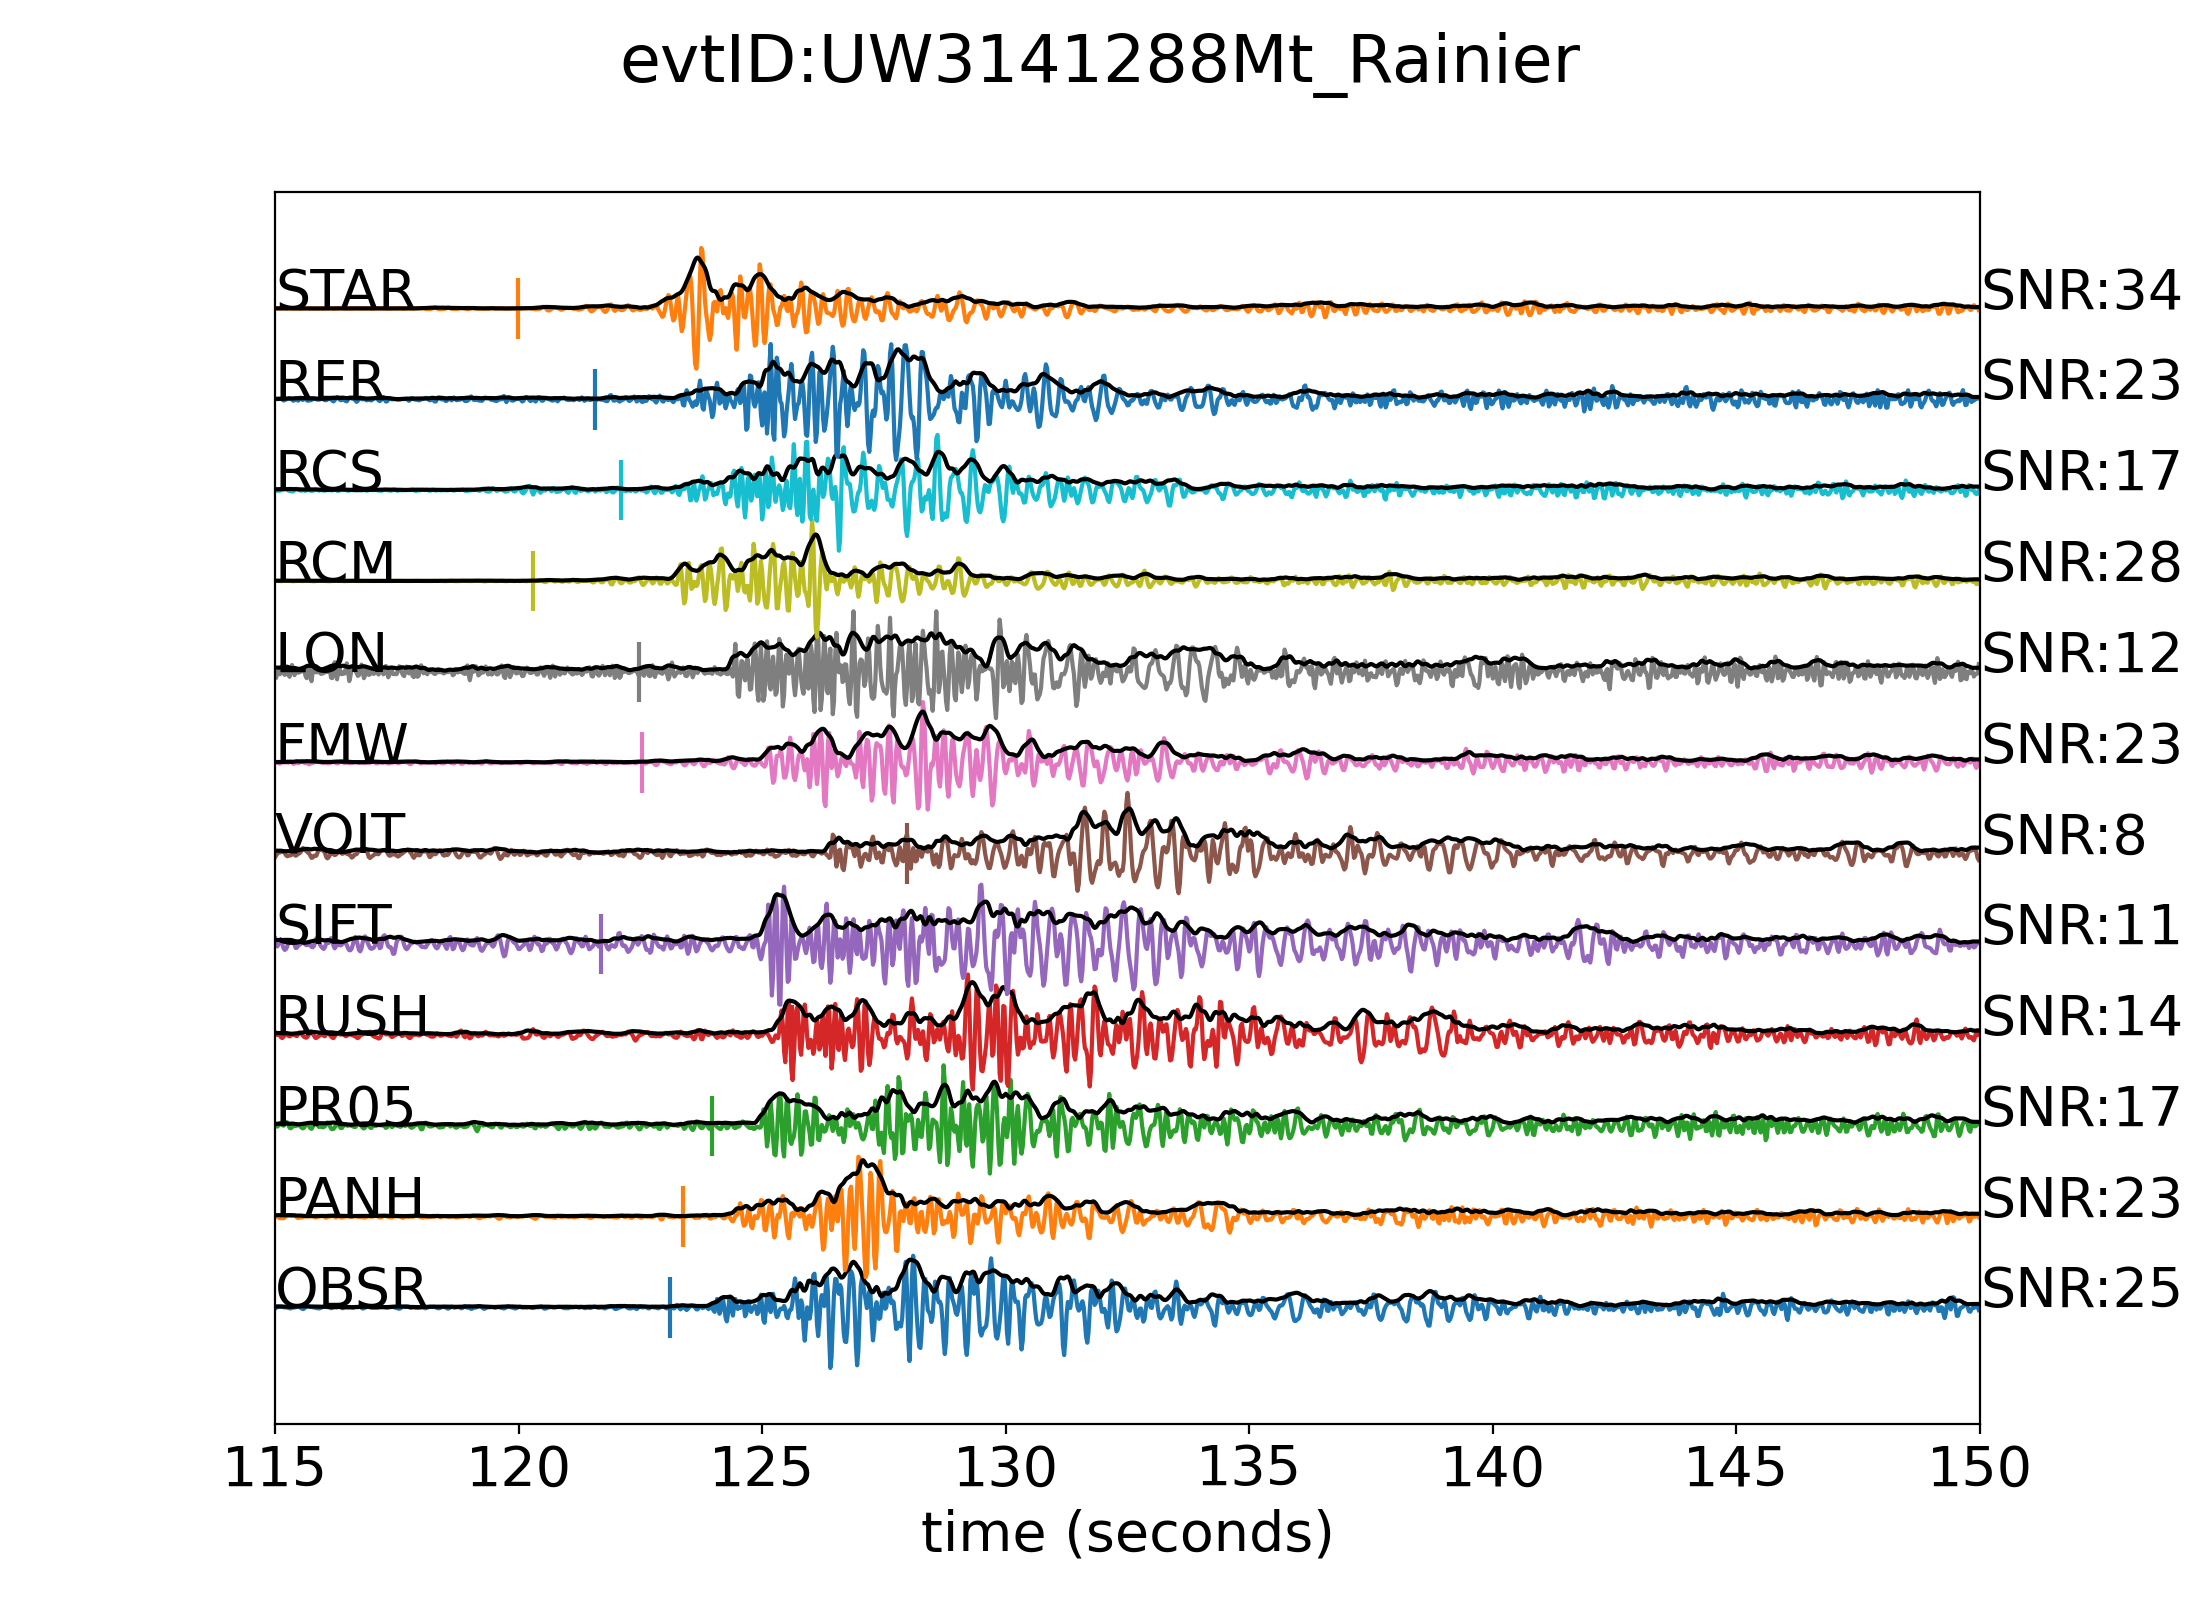 evtID:UW3141288Mt_Rainier
STAR SNR:34
RER SNR:23
RCS SNR:17
RCM SNR:28
LON SNR:12
FMW SNR:23
VOIT SNR:8
SIFT SNR:11
RUSH SNR:14
PR05 SNR:17
PANH SNR:23
OBSR SNR:25
115 120 125 130 135 140 145 150
time (seconds)